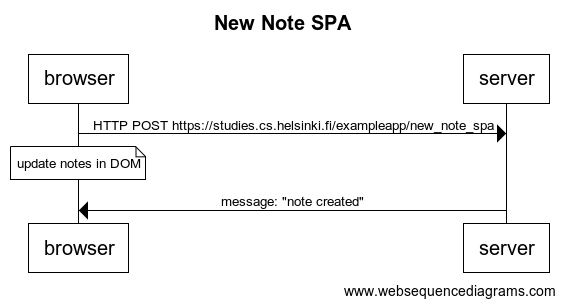 New Note SPA
browser
server
HTTP POST https://studies.cs.helsinki.fi/exampleapp/new_note_spa
update notes in DOM
message: "note created"
browser
server
www.websequencediagrams.com